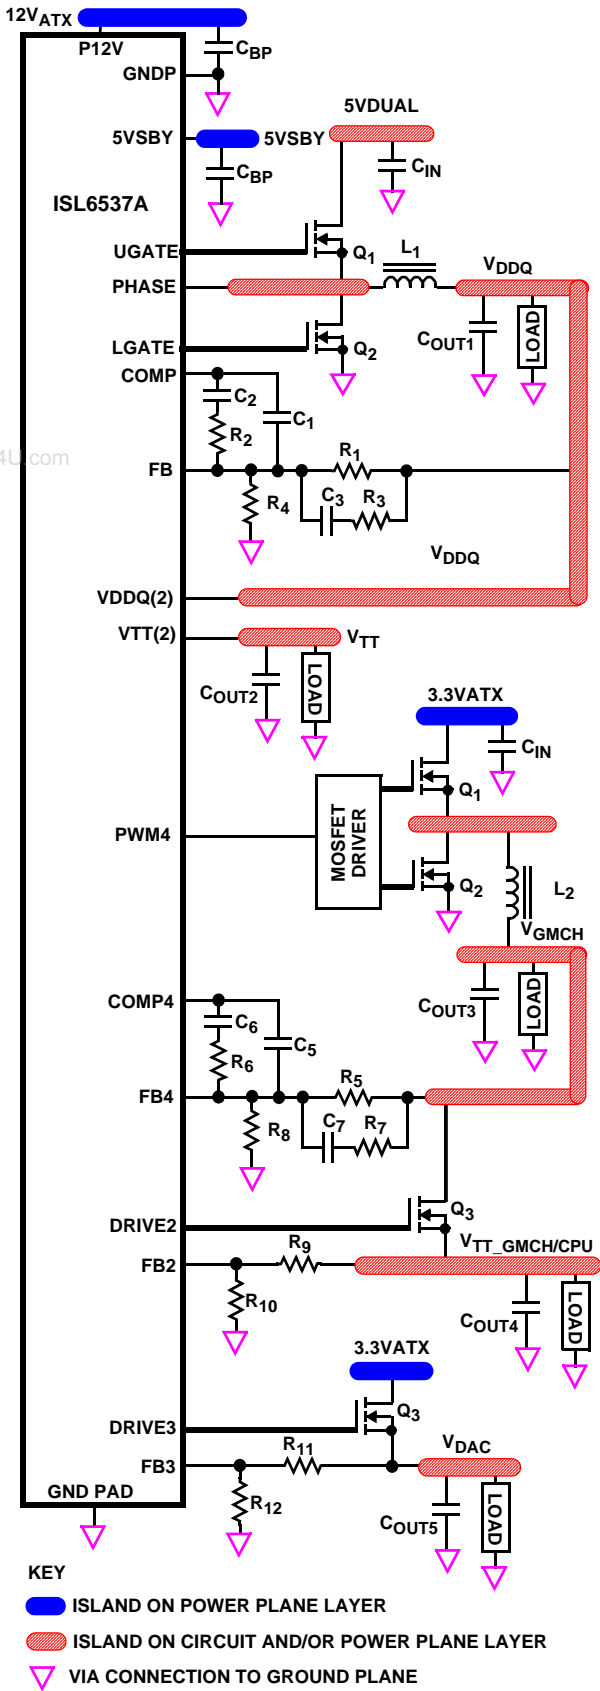 12VATX
P12V
CBP
GNDP
5VDUAL
5VSBY
5VSBY
CBP
CIN
ISL6537A
UGATE
Q1
L1
VDDQ
PHASE
LGATE
Q2
COUT1
LOAD
COMP
C2
C1
R2
4U.com
FB
R1
R4
C3
R3
VDDQ
VDDQ(2)
VTT(2)
VTT
COUT2
LOAD
3.3VATX
CIN
Q1
PWM4
MOSFET
DRIVER
Q2
L2
VGMCH
COMP4
COUT3
LOAD
C6
C5
R6
R5
FB4
R8
C7
R7
DRIVE2
Q3
R9
VTT_GMCH/CPU
FB2
R10
COUT4
LOAD
3.3VATX
Q3
DRIVE3
R11
VDAC
FB3
GND PAD
R12
COUT5
LOAD
KEY
ISLAND ON POWER PLANE LAYER
ISLAND ON CIRCUIT AND/OR POWER PLANE LAYER
VIA CONNECTION TO GROUND PLANE